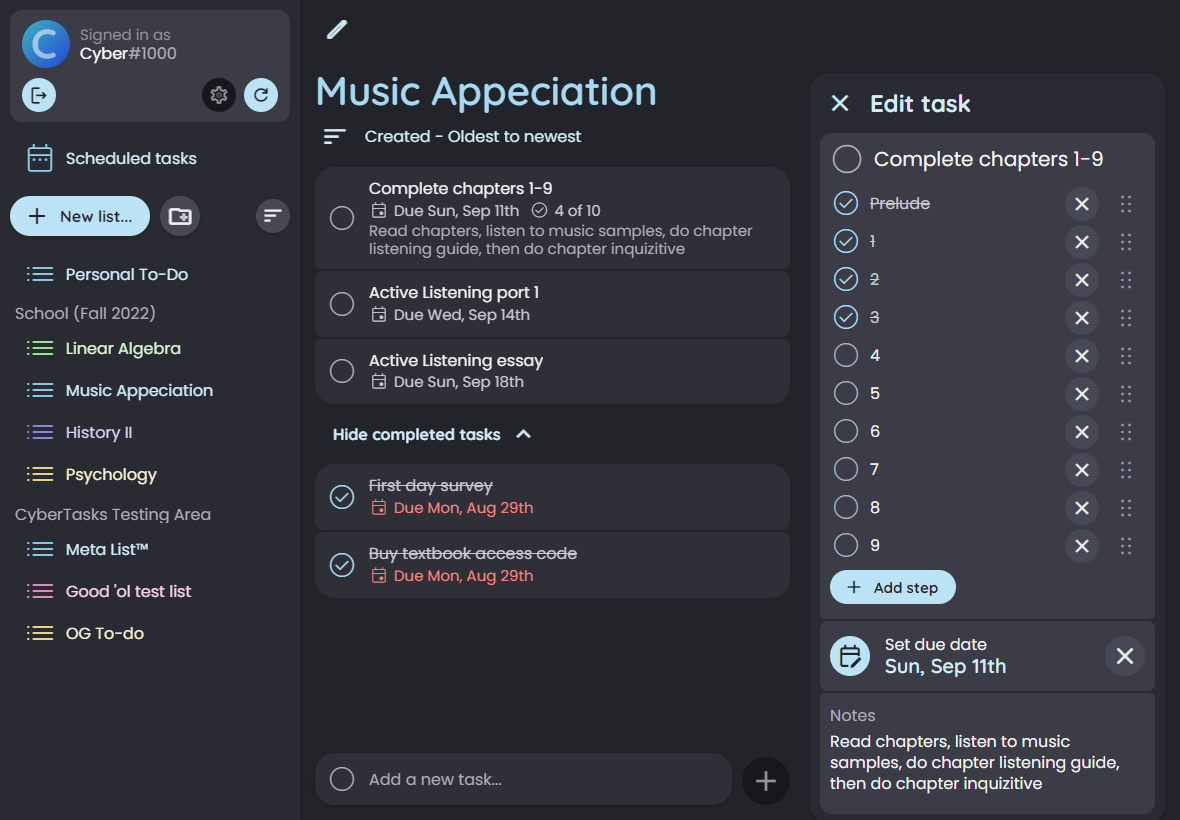 Signed in as
Cyber#1000
Scheduled tasks
New list...
Personal To-Do
School (Fall 2022)
Linear Algebra
Music Appeciation
History II
Psychology
CyberTasks Testing Area
Meta List™
Good 'ol test list
OG To-do
Music Appeciation
Created - Oldest to newest
Complete chapters 1-9
Due Sun, Sep 11th 4 of 10
Read chapters, listen to music samples, do chapter
listening guide, then do chapter inquizitive
Active Listening port 1
Due Wed, Sep 14th
Active Listening essay
Due Sun, Sep 18th
Hide completed tasks
First day survey
Due Mon, Aug 29th
Buy textbook access code
Due Mon, Aug 29th
Add a new task...
Edit task
Complete chapters 1-9
Prelude
1
2
3
4
5
6
7
8
9
Add step
Set due date
Sun, Sep 11th
Notes
Read chapters, listen to music
samples, do chapter listening guide,
then do chapter inquizitive